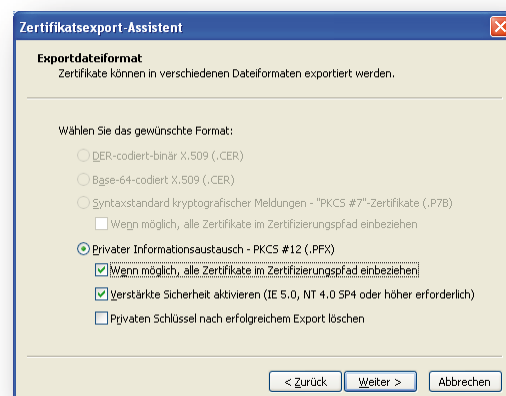 Zertifikatsexport-Assistent
Exportdateiformat
Zertifikate können in verschiedenen Dateiformaten exportiert werden.
Wählen Sie das gewünschte Format:
DER-codiert-binär X.509 (.CER)
Base-64-codiert X.509 (.CER)
Syntaxstandard kryptografischer Meldungen - "PKCS #7"-Zertifikate (.P7B)
Wenn möglich, alle Zertifikate im Zertifizierungspfad einbeziehen
Privater Informationsaustausch - PKCS #12 (.PFX)
Wenn möglich, alle Zertifikate im Zertifizierungspfad einbeziehen
Verstärkte Sicherheit aktivieren (IE 5.0, NT 4.0 SP4 oder höher erforderlich)
Privaten Schlüssel nach erfolgreichem Export löschen
< Zurück
Weiter >
Abbrechen